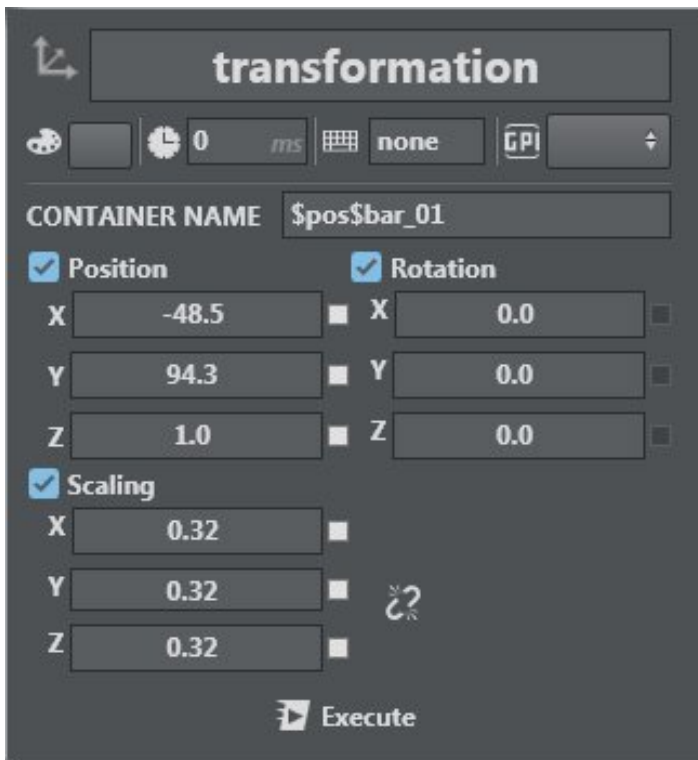 transformation
0 ms none GPI
CONTAINER NAME $pos$bar_01
Position Rotation
X -48.5 X 0.0
Y 94.3 Y 0.0
Z 1.0 Z 0.0
Scaling
X 0.32
Y 0.32
Z 0.32
Execute